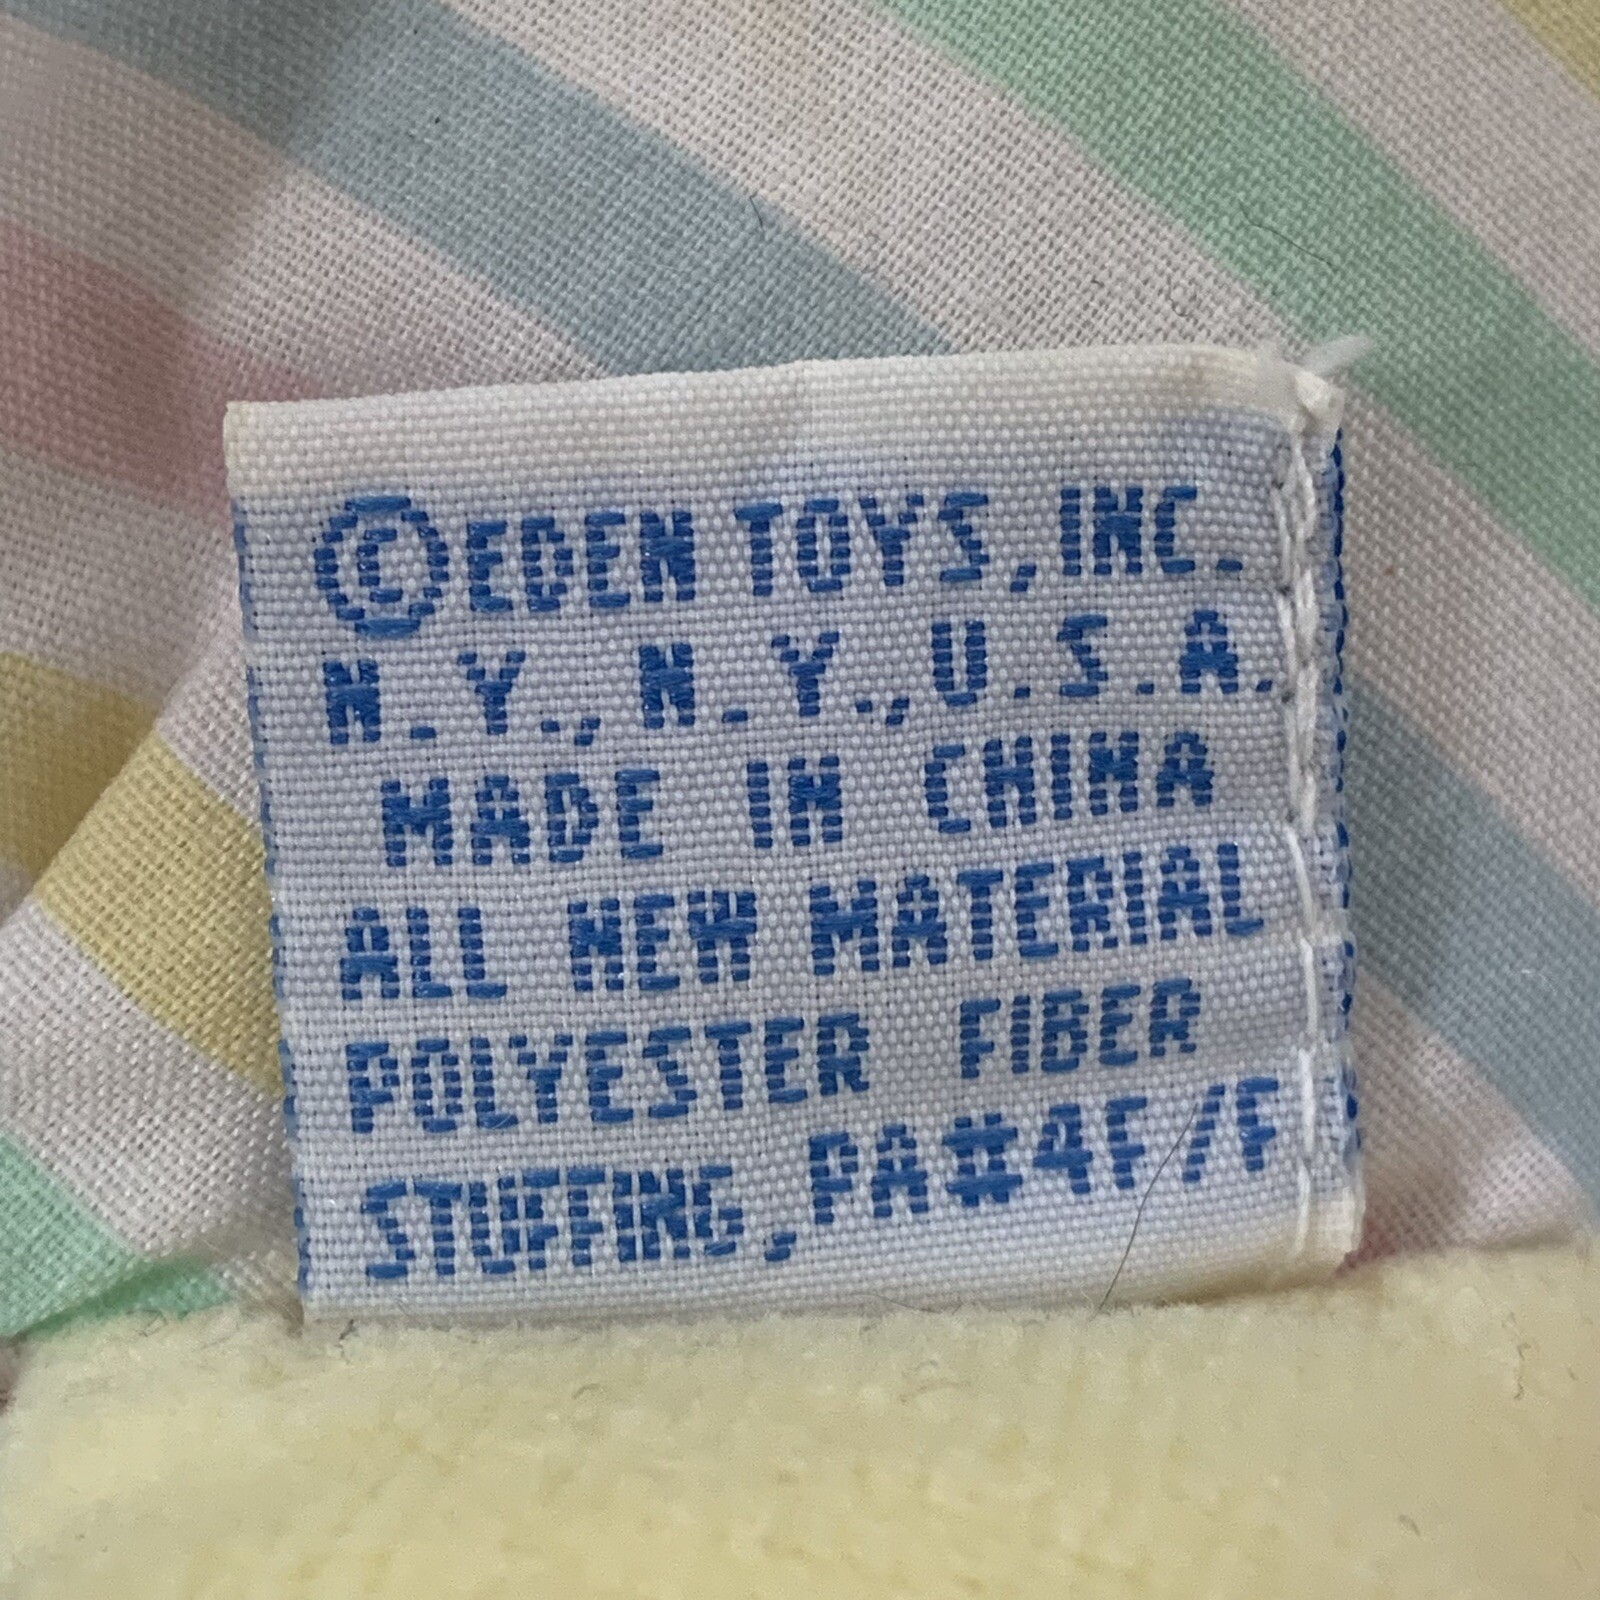 ©EDEN TOYS, INC.
N.Y., N.Y., U.S.A.
MADE IN CHINA
ALL NEW MATERIAL
POLYESTER FIBER
STUFFING, PA#4F/F